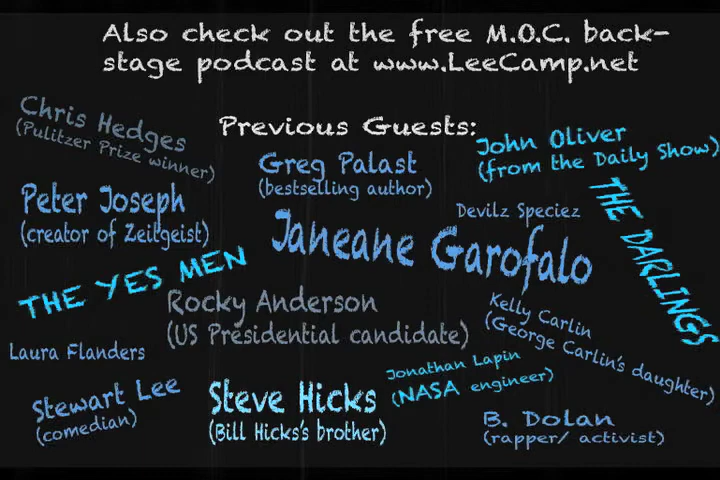 Also check out the free M.O.C. back-
stage podcast at www.LeeCamp.net
Previous Guests:
Chris Hedges
(Pulitzer Prize winner)
Greg Palast
(bestselling author)
John Oliver
(from the Daily Show)
Peter Joseph
(creator of Zeitgeist)
Devilz Speciez
Janeane Garofalo
THE DARLINGS
THE YES MEN
Rocky Anderson
(US Presidential candidate)
Kelly Carlin
(George Carlin's daughter)
Laura Flanders
Jonathan Lapin
(NASA engineer)
Stewart Lee
(comedian)
Steve Hicks
(Bill Hicks's brother)
B. Dolan
(rapper/ activist)